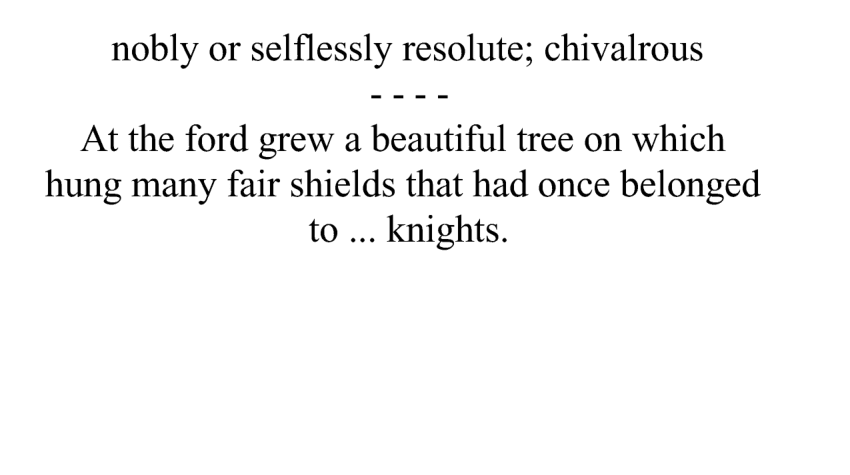 nobly or selflessly resolute; chivalrous
- - - -
At the ford grew a beautiful tree on which
hung many fair shields that had once belonged
to ... knights.